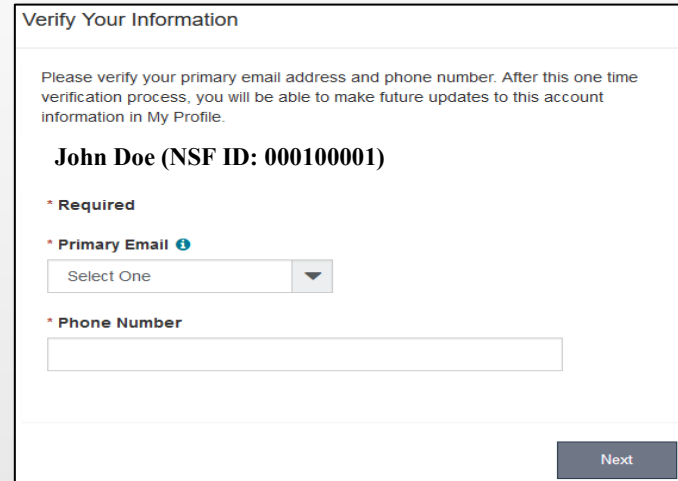 Verify Your Information
Please verify your primary email address and phone number. After this one time
verification process, you will be able to make future updates to this account
information in My Profile.
John Doe (NSF ID: 000100001)
* Required
* Primary Email i
Select One
* Phone Number
Next